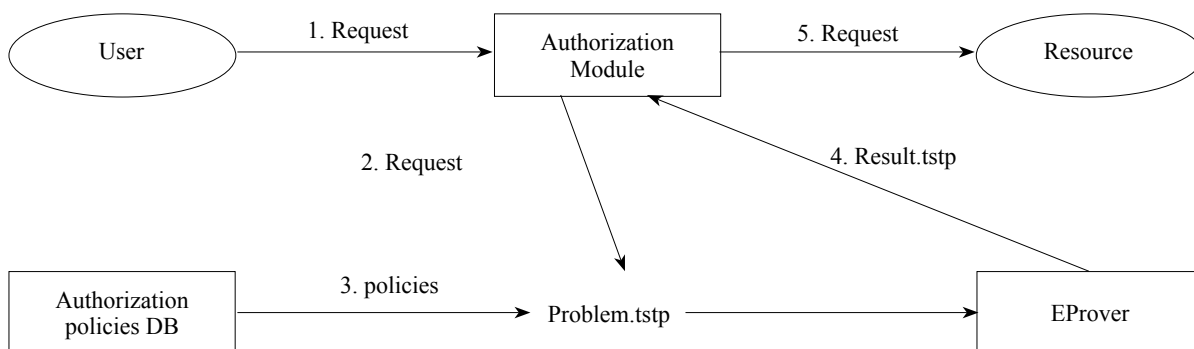 User
1. Request
Authorization
Module
5. Request
Resource
2. Request
4. Result.tstp
Authorization
policies DB
3. policies
Problem.tstp
EProver